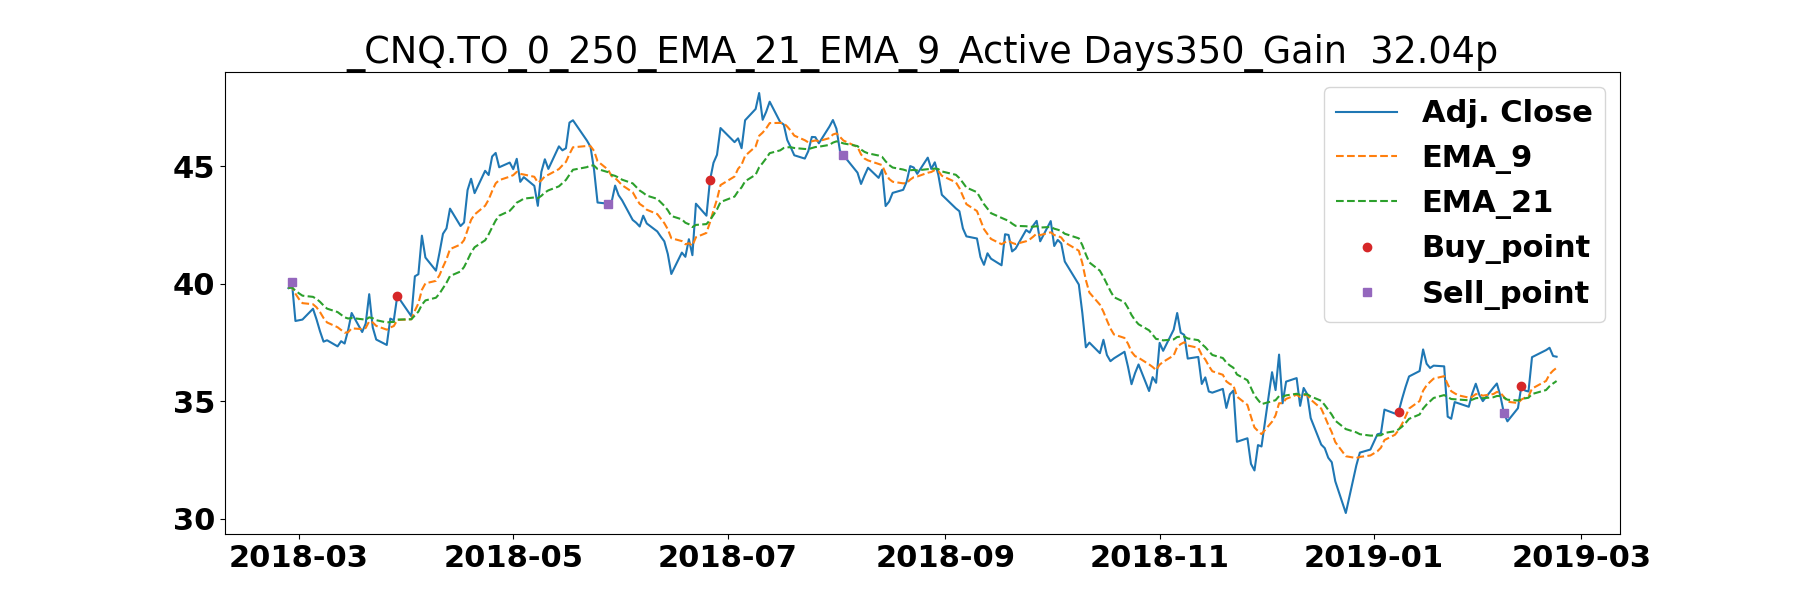 _CNQ.TO_0_250_EMA_21_EMA_9_Active Days350_Gain  32.04p
Adj. Close
EMA_9
EMA_21
Buy_point
Sell_point
45
40
35
30
2018-03 2018-05 2018-07 2018-09 2018-11 2019-01 2019-03